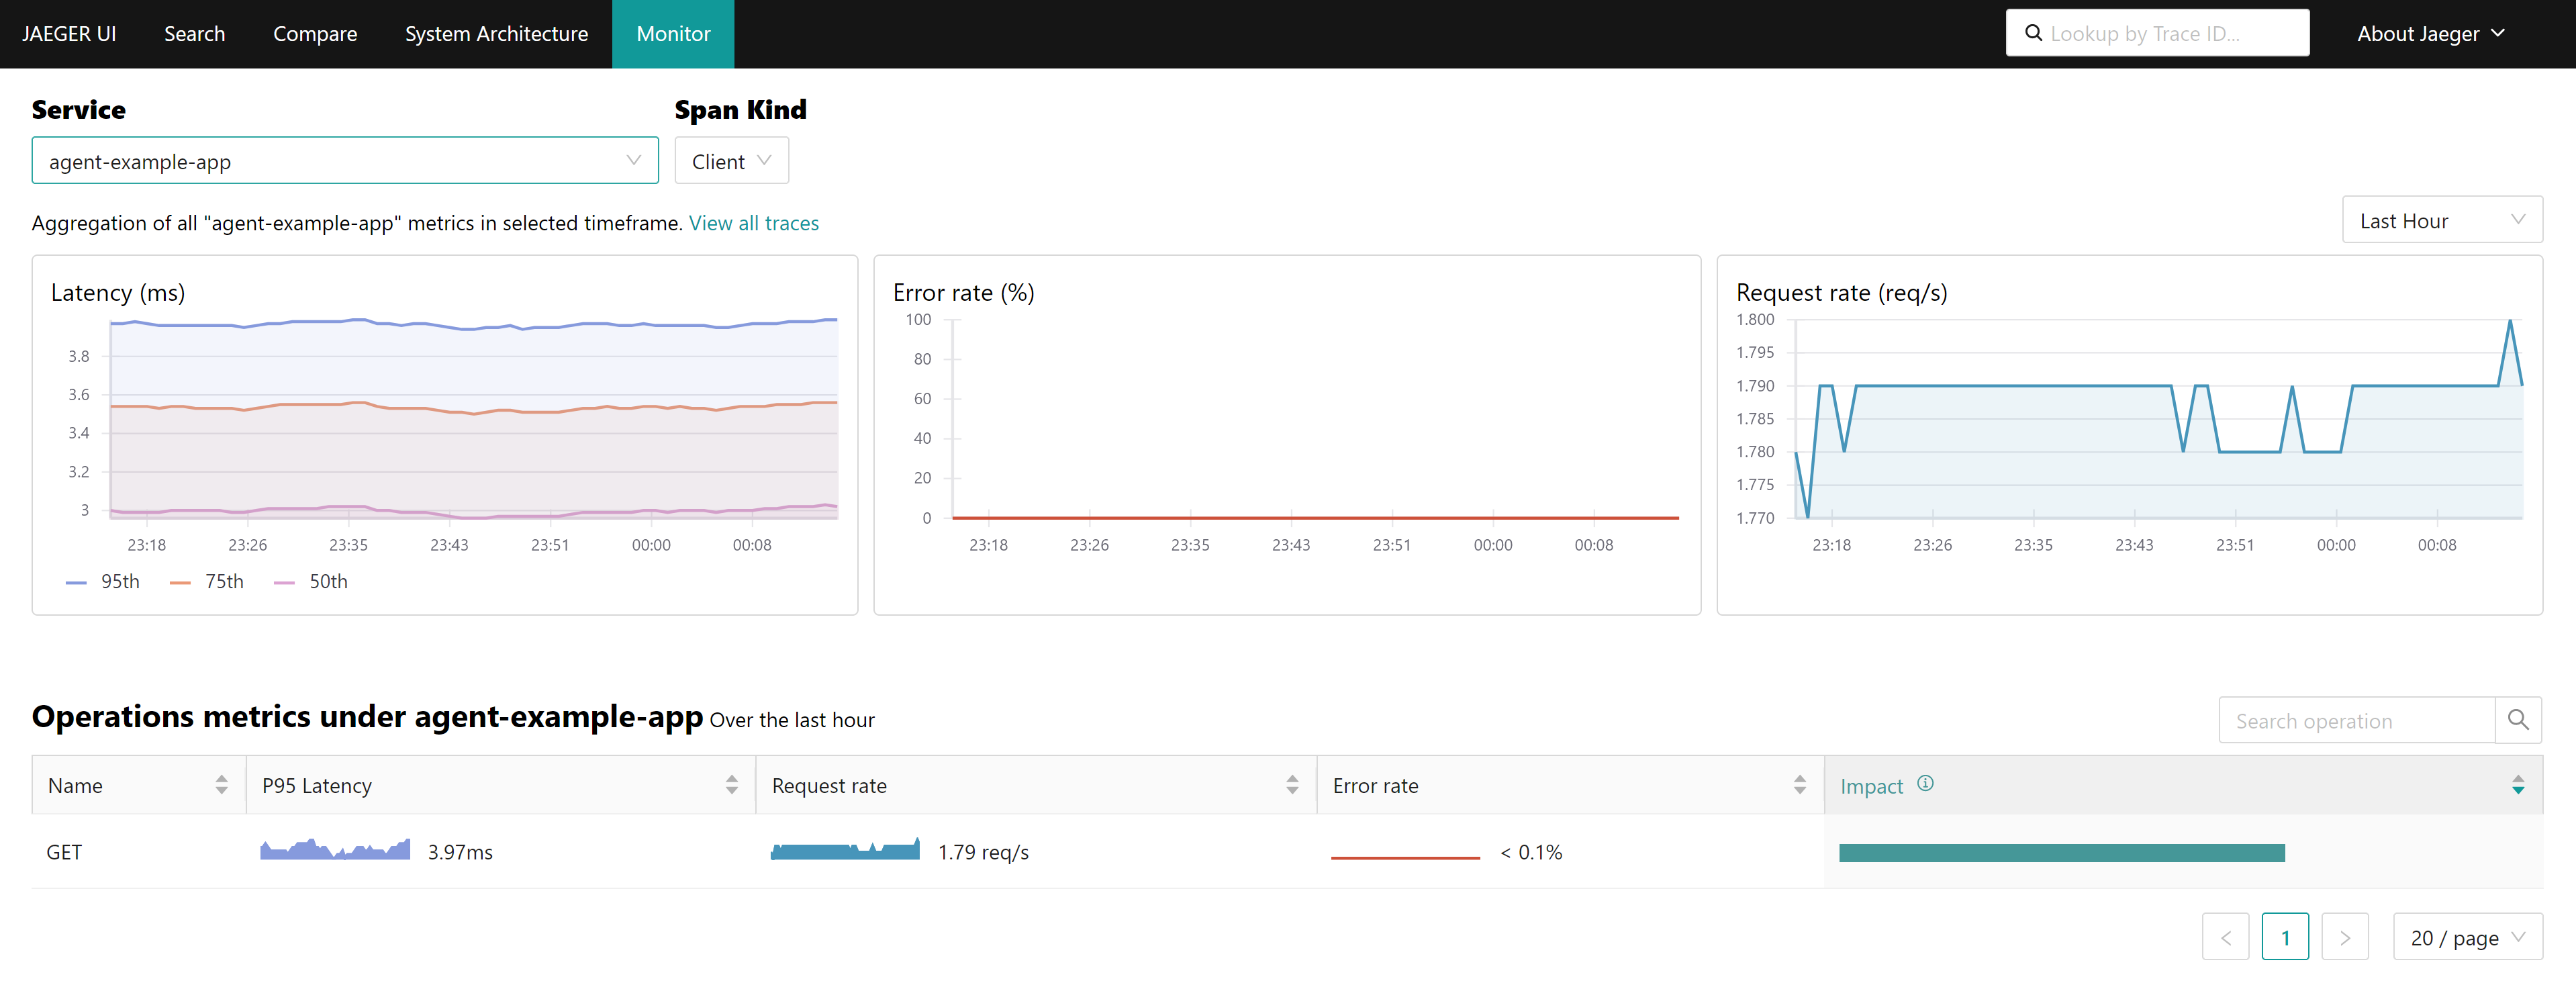 JAEGER UI Search Compare System Architecture Monitor Lookup by Trace ID... About Jaeger
Service Span Kind
agent-example-app Client
Aggregation of all "agent-example-app" metrics in selected timeframe. View all traces Last Hour
Latency (ms)
3.8
3.6
3.4
3.2
3
23:18 23:26 23:35 23:43 23:51 00:00 00:08
95th 75th 50th
Error rate (%)
100
80
60
40
20
0
23:18 23:26 23:35 23:43 23:51 00:00 00:08
Request rate (req/s)
1.800
1.795
1.790
1.785
1.780
1.775
1.770
23:18 23:26 23:35 23:43 23:51 00:00 00:08
Operations metrics under agent-example-app Over the last hour Search operation
Name P95 Latency Request rate Error rate Impact
GET 3.97ms 1.79 req/s < 0.1%
< 1 > 20 / page